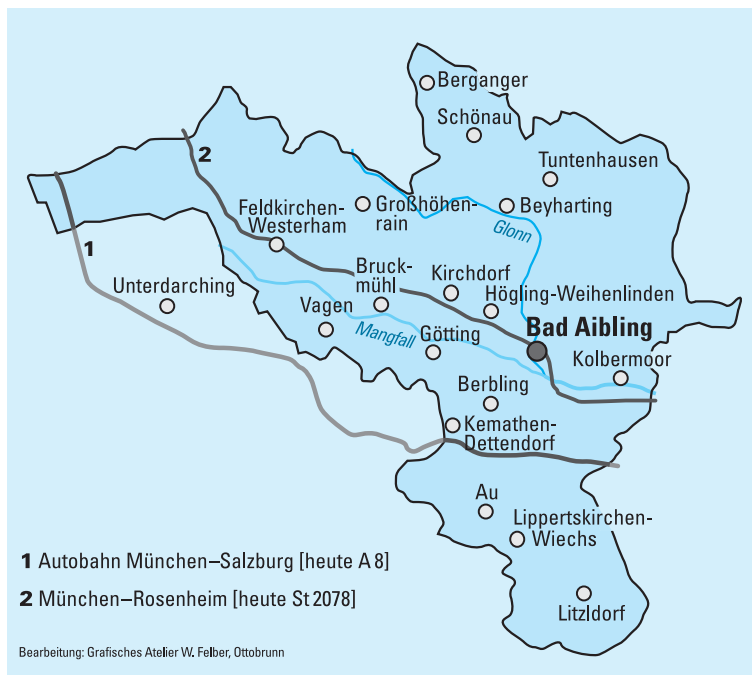 Berganger
Schönau
Tuntenhausen
2
Großhöhen-
rain
Beyharting
Feldkirchen-
Westerham
Glonn
1
Bruck-
mühl
Kirchdorf
Unterdarching
Högling-Weihenlinden
Vagen
Mangfall
Götting
Bad Aibling
Kolbermoor
Berbling
Kemathen-
Dettendorf
Au
Lippertskirchen-
Wiechs
1 Autobahn München–Salzburg [heute A 8]
2 München–Rosenheim [heute St 2078]
Litzldorf
Bearbeitung: Grafisches Atelier W. Felber, Ottobrunn